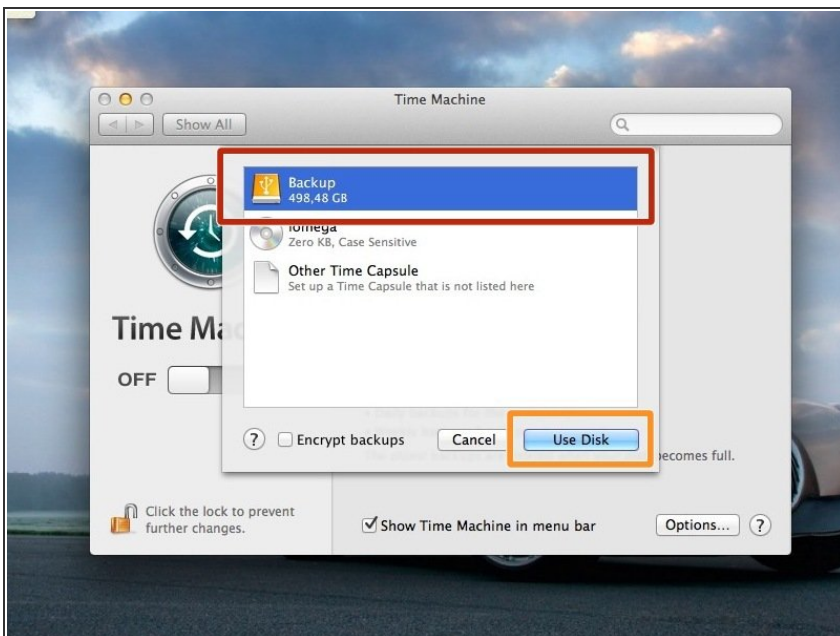 Time Machine
Show All
Backup
498,48 GB
Iomega
Zero KB, Case Sensitive
Other Time Capsule
Set up a Time Capsule that is not listed here
Time Mac
OFF
? Encrypt backups Cancel Use Disk
becomes full.
Click the lock to prevent
further changes.
Show Time Machine in menu bar Options... ?